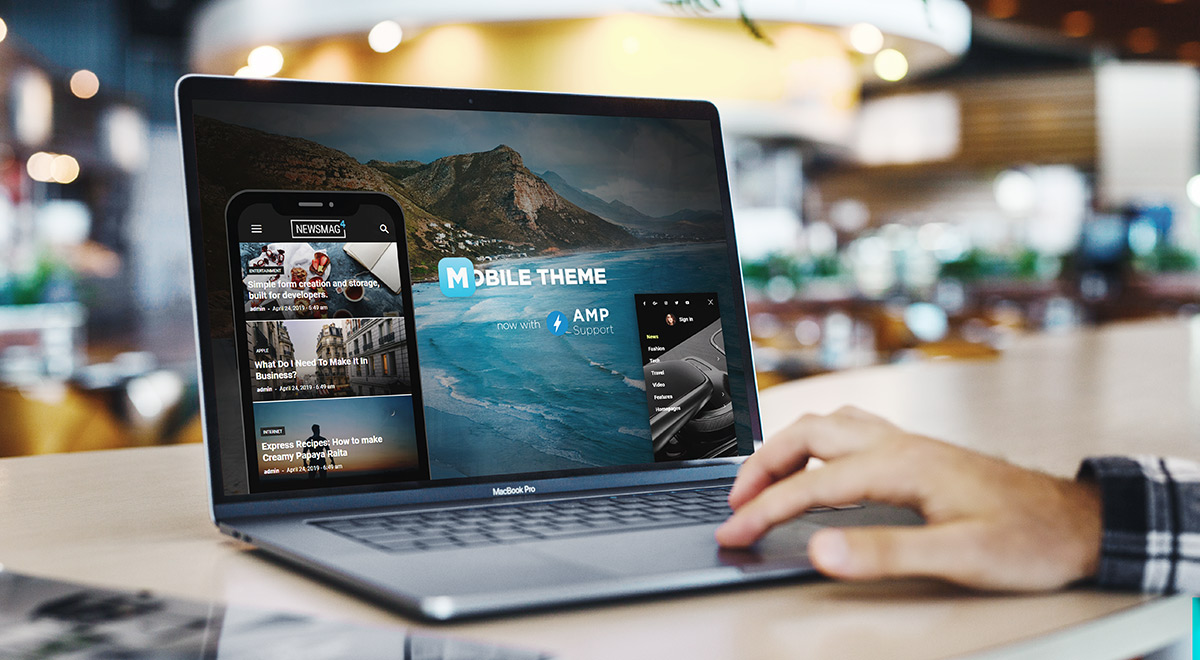 NEWSMAG 4
ENTERTAINMENT
Simple form creation and storage,
built for developers.
admin - April 24, 2019 - 6:49 am
APPLE
What Do I Need To Make It In
Business?
admin - April 24, 2019 - 6:49 am
INTERNET
Express Recipes: How to make
Creamy Papaya Raita
admin - April 24, 2019 - 6:49 am
MOBILE THEME
now with AMP
Support
Sign in
News
Fashion
Tech
Travel
Video
Features
Homepages
MacBook Pro